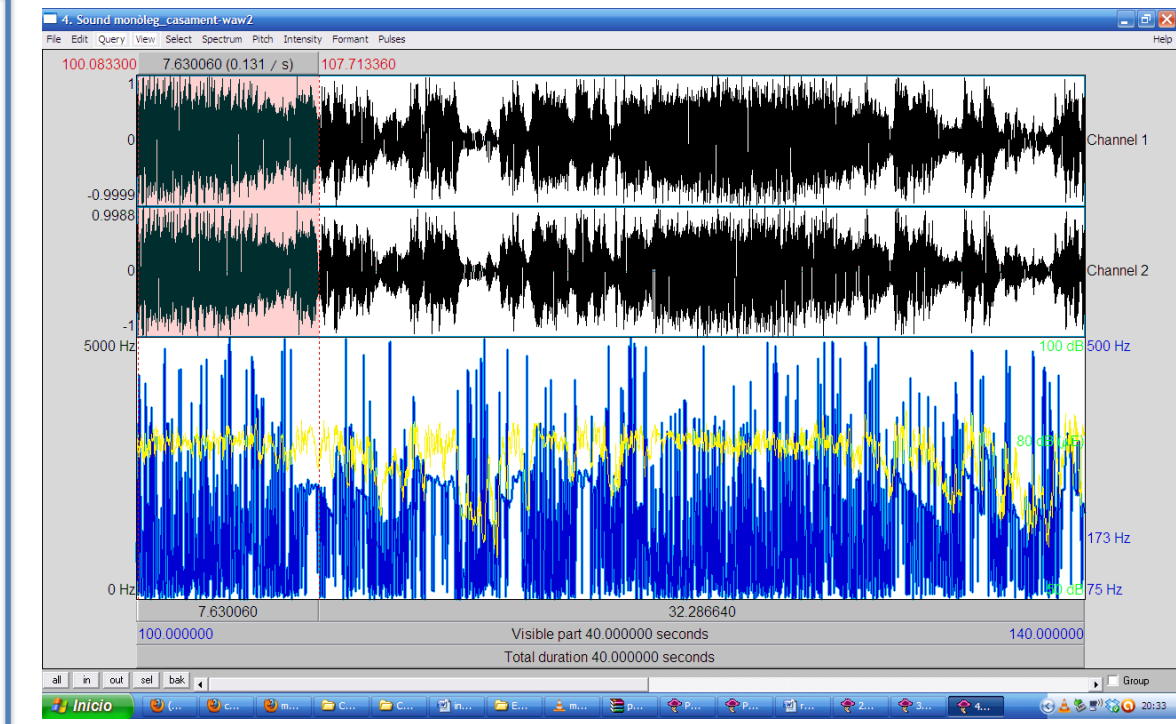 4. Sound monòleg_casament-waw2
File Edit Query View Select Spectrum Pitch Intensity Formant Pulses Help
100.083300 7.630060 (0.131 / s) 107.713360
1
0 Channel 1
-0.9999
0.9988
0 Channel 2
-1
5000 Hz 100 dB 500 Hz
80 dB
173 Hz
0 Hz dB 75 Hz
7.630060 32.286640
100.000000 Visible part 40.000000 seconds 140.000000
Total duration 40.000000 seconds
all in out sel bak Group
Inicio (... c... m... C... C... in... E... m... p... P... P... r... 2... 3... 4... 20:33